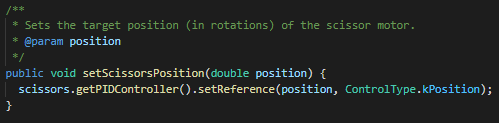 /**
 * Sets the target position (in rotations) of the scissor motor.
 * @param position
 */
public void setScissorsPosition(double position) {
  scissors.getPIDController().setReference(position, ControlType.kPosition);
}